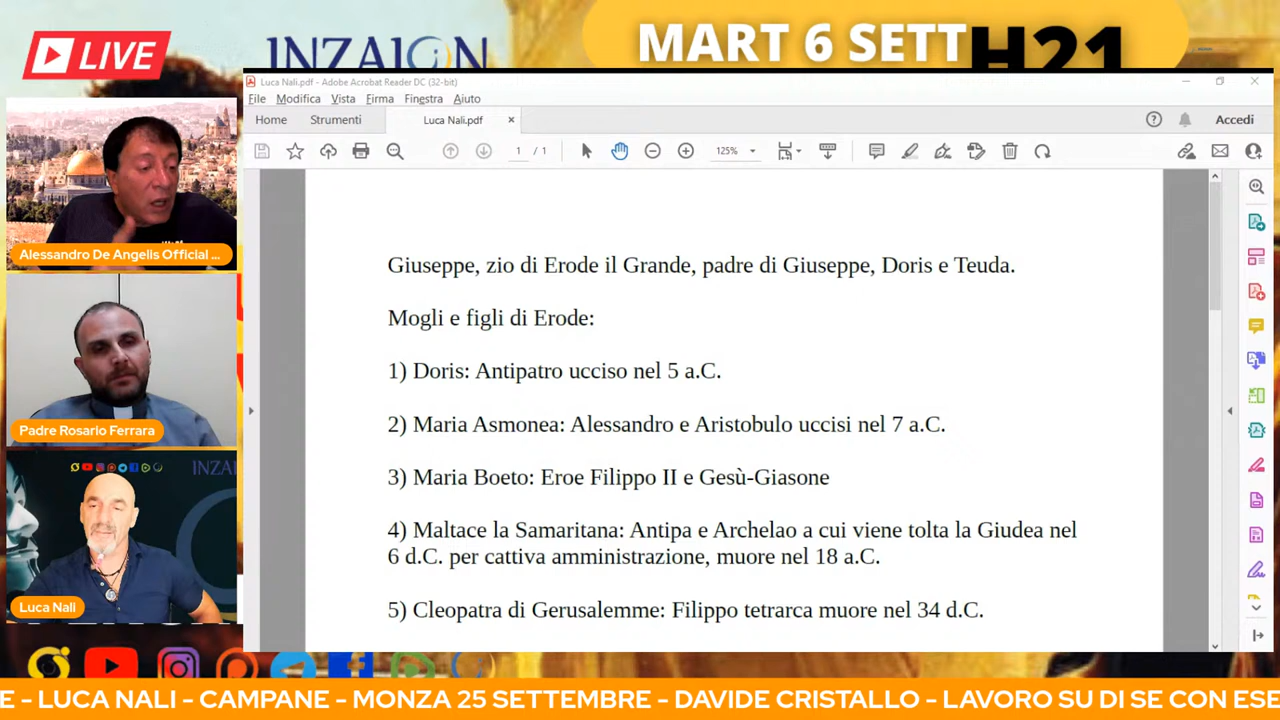 LIVE
INZAION
MART 6 SETT H21
Luca Nali.pdf - Adobe Acrobat Reader DC (32-bit)
File Modifica Vista Firma Finestra Aiuto
Home Strumenti Luca Nali.pdf × Accedi
1 / 1 125%
Alessandro De Angelis Official ...
Padre Rosario Ferrara
INZAI
Luca Nali
Giuseppe, zio di Erode il Grande, padre di Giuseppe, Doris e Teuda.
Mogli e figli di Erode:
1) Doris: Antipatro ucciso nel 5 a.C.
2) Maria Asmonea: Alessandro e Aristobulo uccisi nel 7 a.C.
3) Maria Boeto: Eroe Filippo II e Gesù-Giasone
4) Maltace la Samaritana: Antipa e Archelao a cui viene tolta la Giudea nel
6 d.C. per cattiva amministrazione, muore nel 18 a.C.
5) Cleopatra di Gerusalemme: Filippo tetrarca muore nel 34 d.C.
E - LUCA NALI - CAMPANE - MONZA 25 SETTEMBRE - DAVIDE CRISTALLO - LAVORO SU DI SE CON ESE